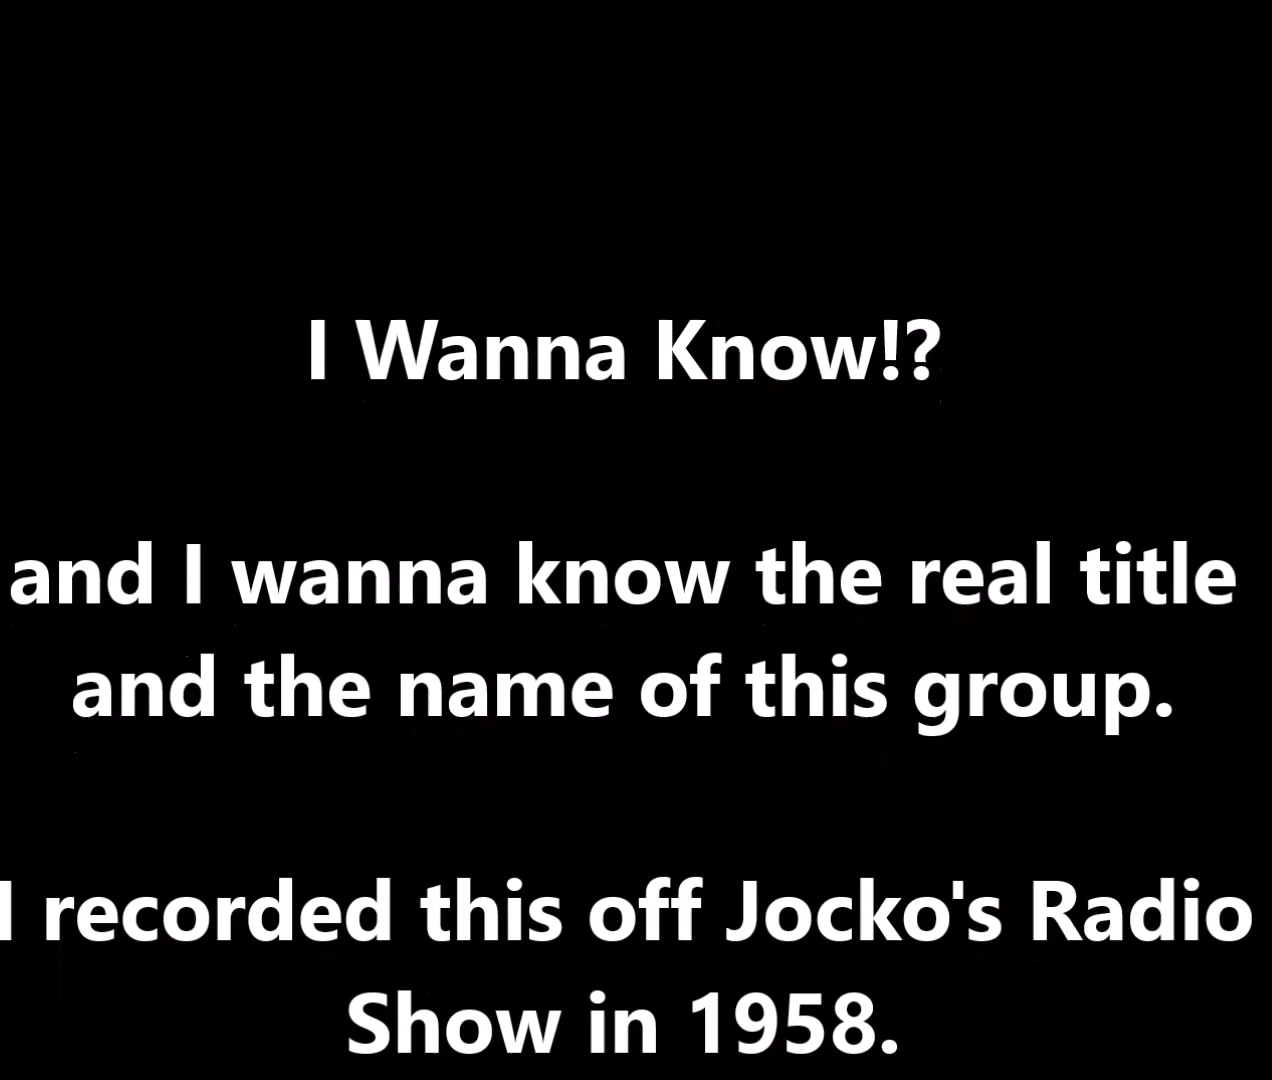 I Wanna Know!?
and I wanna know the real title
and the name of this group.
I recorded this off Jocko's Radio
Show in 1958.